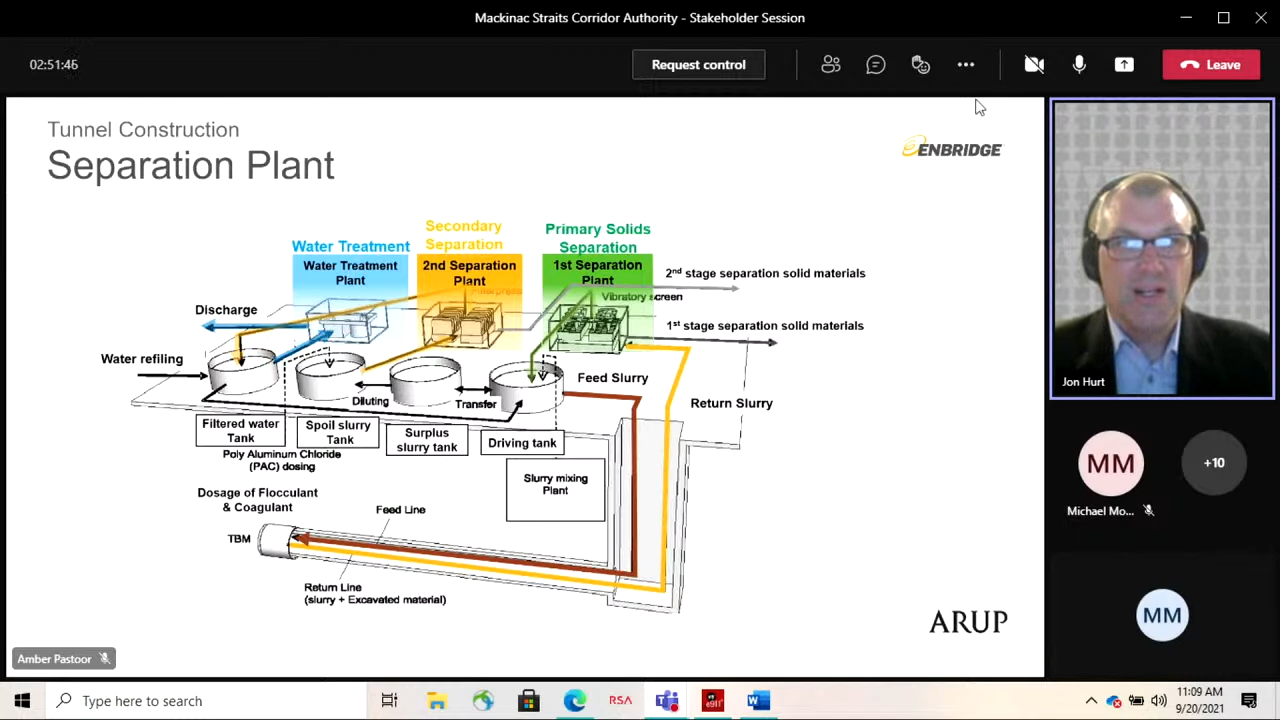 Mackinac Straits Corridor Authority - Stakeholder Session
02:51:46
Request control
Leave
Tunnel Construction
Separation Plant
ENBRIDGE
Water Treatment
Secondary
Separation
Primary Solids
Separation
Water Treatment
Plant
2nd Separation
Plant
1st Separation
Plant
Vibratory screen
2nd stage separation solid materials
1st stage separation solid materials
Discharge
Water refiling
Diluting
Transfer
Feed Slurry
Return Slurry
Filtered water
Tank
Spoil slurry
Tank
Surplus
slurry tank
Driving tank
Poly Aluminum Chloride
(PAC) dosing
Slurry mixing
Plant
Dosage of Flocculant
& Coagulant
Feed Line
TBM
Return Line
(slurry + Excavated material)
ARUP
Amber Pastoor
Jon Hurt
MM
+10
Michael Mo...
MM
Type here to search
RSA
e911
11:09 AM
9/20/2021